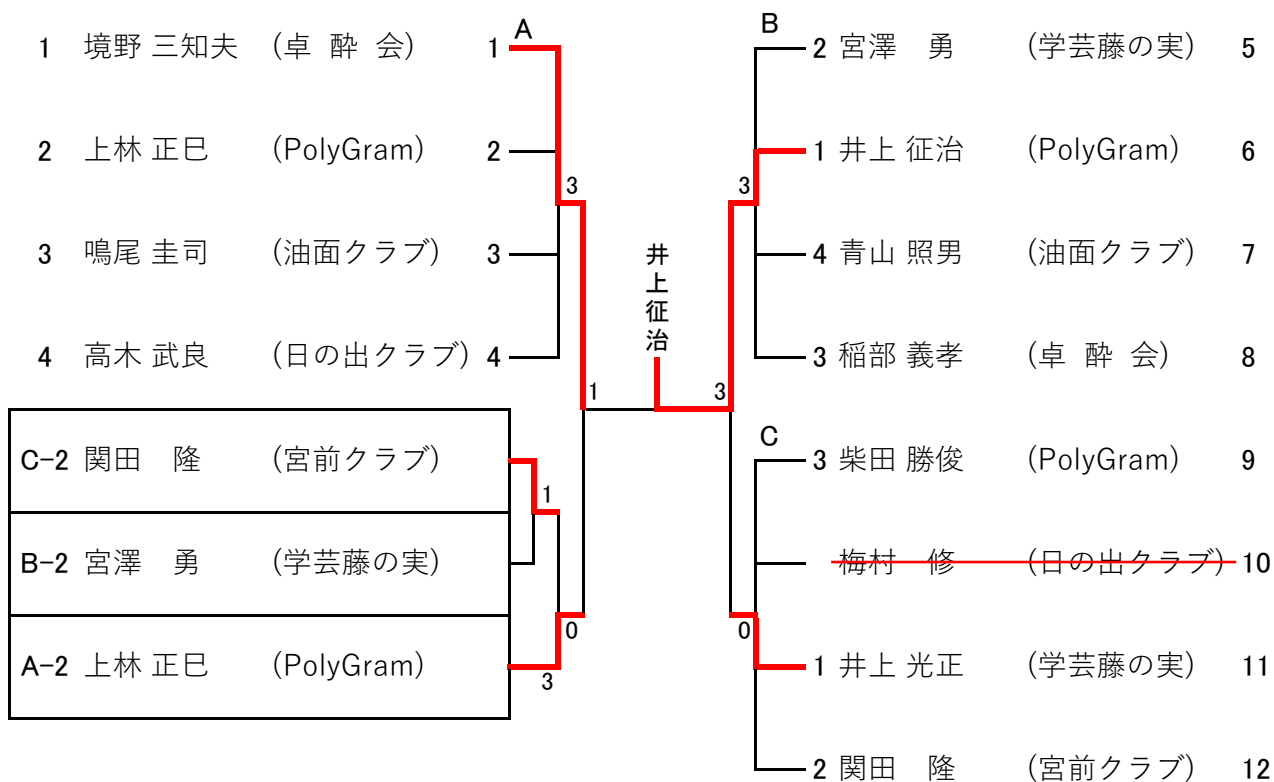 A
1 境野 三知夫 (卓 酔 会) 1
2 上林 正巳 (PolyGram) 2
3
3 鳴尾 圭司 (油面クラブ) 3
4 高木 武良 (日の出クラブ) 4
1
C-2 関田 隆 (宮前クラブ)
1
B-2 宮澤 勇 (学芸藤の実)
0
A-2 上林 正巳 (PolyGram)
3
井上征治
B
2 宮澤 勇 (学芸藤の実) 5
1 井上 征治 (PolyGram) 6
3
4 青山 照男 (油面クラブ) 7
3 稲部 義孝 (卓 酔 会) 8
3
C
3 柴田 勝俊 (PolyGram) 9
梅村 修 (日の出クラブ) 10
0
1 井上 光正 (学芸藤の実) 11
2 関田 隆 (宮前クラブ) 12